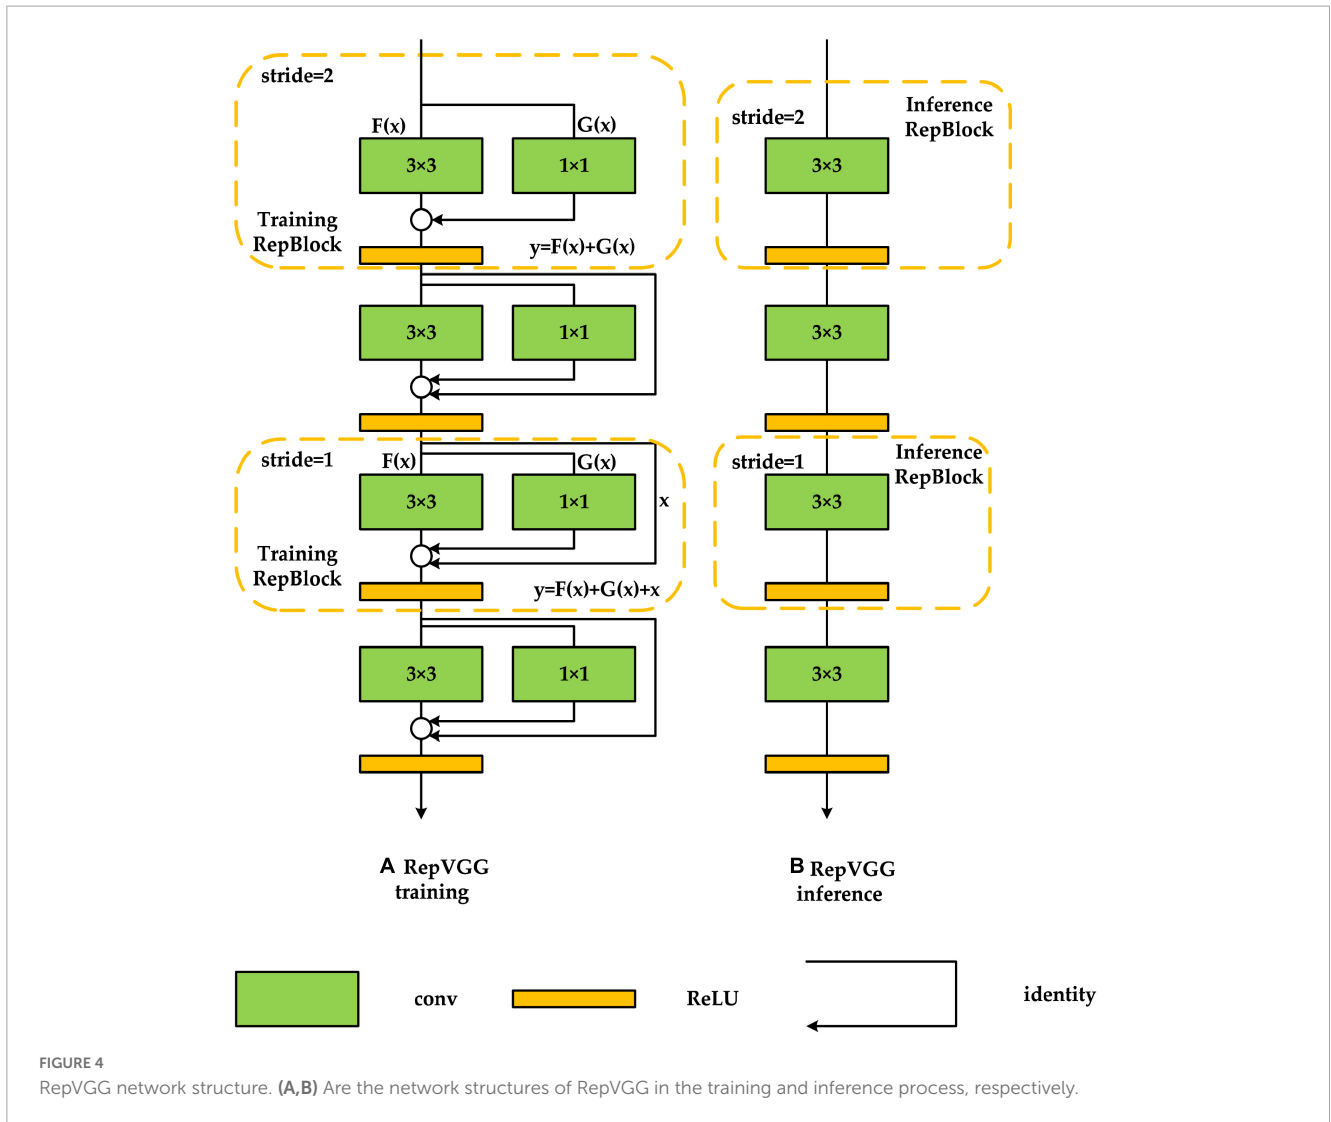 stride=2
F(x)
G(x)
3×3
1×1
Training
RepBlock
y=F(x)+G(x)
3×3
1×1
stride=1
F(x)
G(x)
3×3
1×1
x
Training
RepBlock
y=F(x)+G(x)+x
3×3
1×1
A RepVGG
training
Inference
RepBlock
stride=2
3×3
3×3
Inference
RepBlock
stride=1
3×3
3×3
B RepVGG
inference
conv
ReLU
identity
FIGURE 4
RepVGG network structure. (A,B) Are the network structures of RepVGG in the training and inference process, respectively.